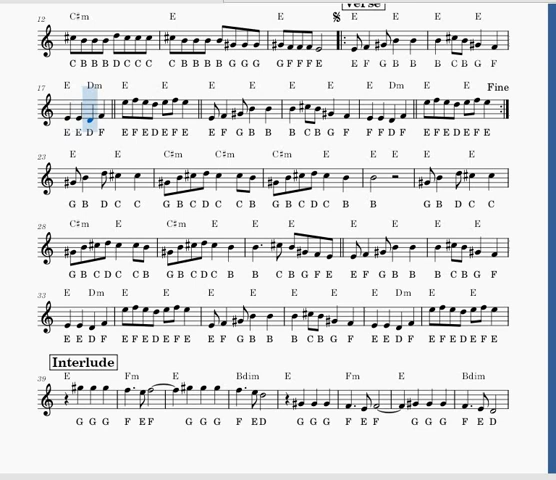 Verse
12 C♯m E E E E E
C B B B D C C C C B B B B G G G G F F F E E F G B B B C B G F
17 E Dm E E E E E E Dm E E Fine
E E D F E F E D E F E E F G B B B C B G F F F D F E F E D E F E
23 E E C♯m C♯m C♯m E E E E E
G B D C C G B C D C B G B C D C B B B G B D C C
28 C♯m C♯m E E E E E E
G B C D C C B G B C D C B B C B G F E E F G B B B C B G F
33 E Dm E E E E E E Dm E E
E E D F E F E D E F E E F G B B B C B G F E E D F E F E D E F E
Interlude
39 E Fm E Bdim E Fm E Bdim
G G G F E F G G G F E D G G G F E F G G G F E D